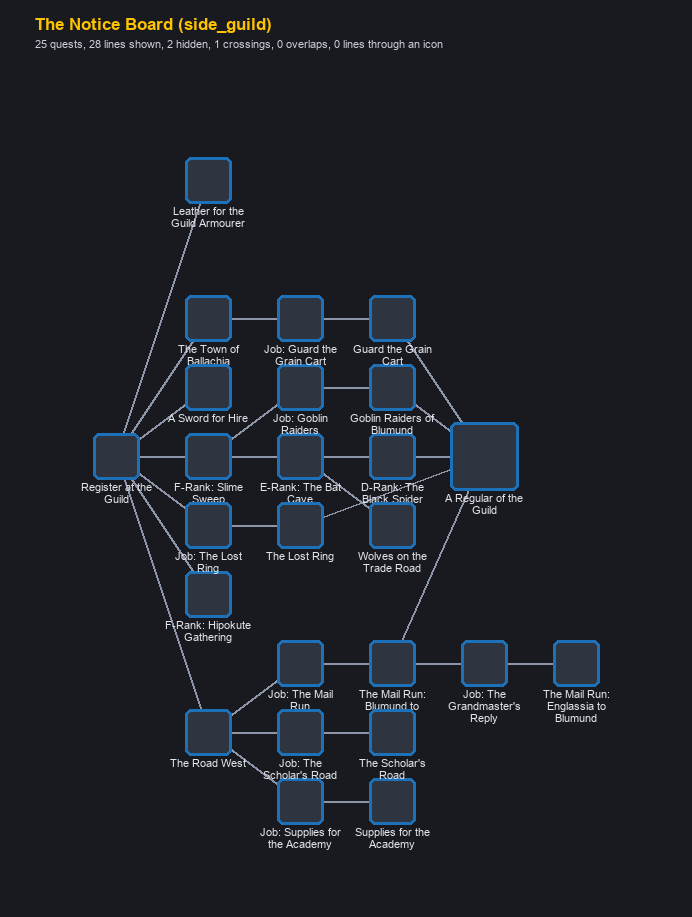 The Notice Board (side_guild)
25 quests, 28 lines shown, 2 hidden, 1 crossings, 0 overlaps, 0 lines through an icon
Leather for the
Guild Armourer
The Town of
Ballachia
Job: Guard the
Grain Cart
Guard the Grain
Cart
A Sword for Hire
Job: Goblin
Raiders
Goblin Raiders of
Blumund
Register at the
Guild
F-Rank: Slime
Sweep
E-Rank: The Bat
Cave
D-Rank: The
Black Spider
A Regular of the
Guild
Job: The Lost
Ring
The Lost Ring
Wolves on the
Trade Road
F-Rank: Hipokute
Gathering
Job: The Mail
Run
The Mail Run:
Blumund to
Job: The
Grandmaster's
Reply
The Mail Run:
Englassia to
Blumund
The Road West
Job: The
Scholar's Road
The Scholar's
Road
Job: Supplies for
the Academy
Supplies for the
Academy